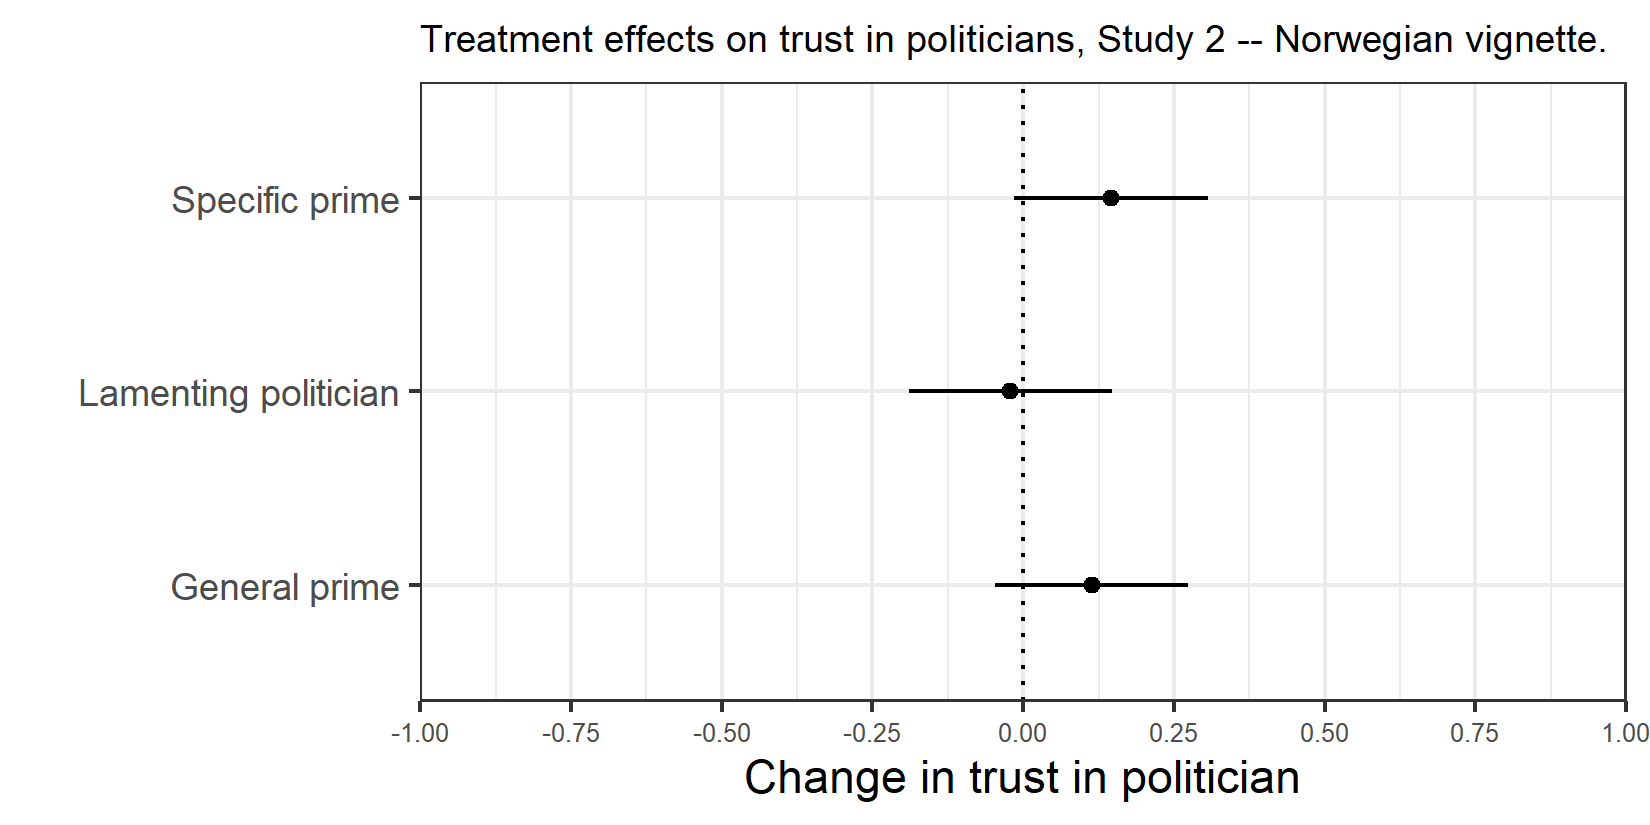 Treatment effects on trust in politicians, Study 2 -- Norwegian vignette.
Specific prime
Lamenting politician
General prime
-1.00 -0.75 -0.50 -0.25 0.00 0.25 0.50 0.75 1.00
Change in trust in politician